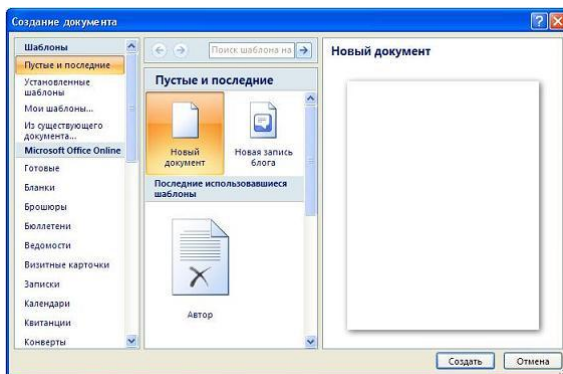 Создание документа
Шаблоны
Пустые и последние
Установленные
шаблоны
Мои шаблоны...
Из существующего
документа...
Microsoft Office Online
Готовые
Бланки
Брошюры
Бюллетени
Ведомости
Визитные карточки
Записки
Календари
Квитанции
Конверты
Поиск шаблона на
Пустые и последние
Новый
документ
Новая запись
блога
Последние использовавшиеся
шаблоны
Автор
Новый документ
Создать
Отмена